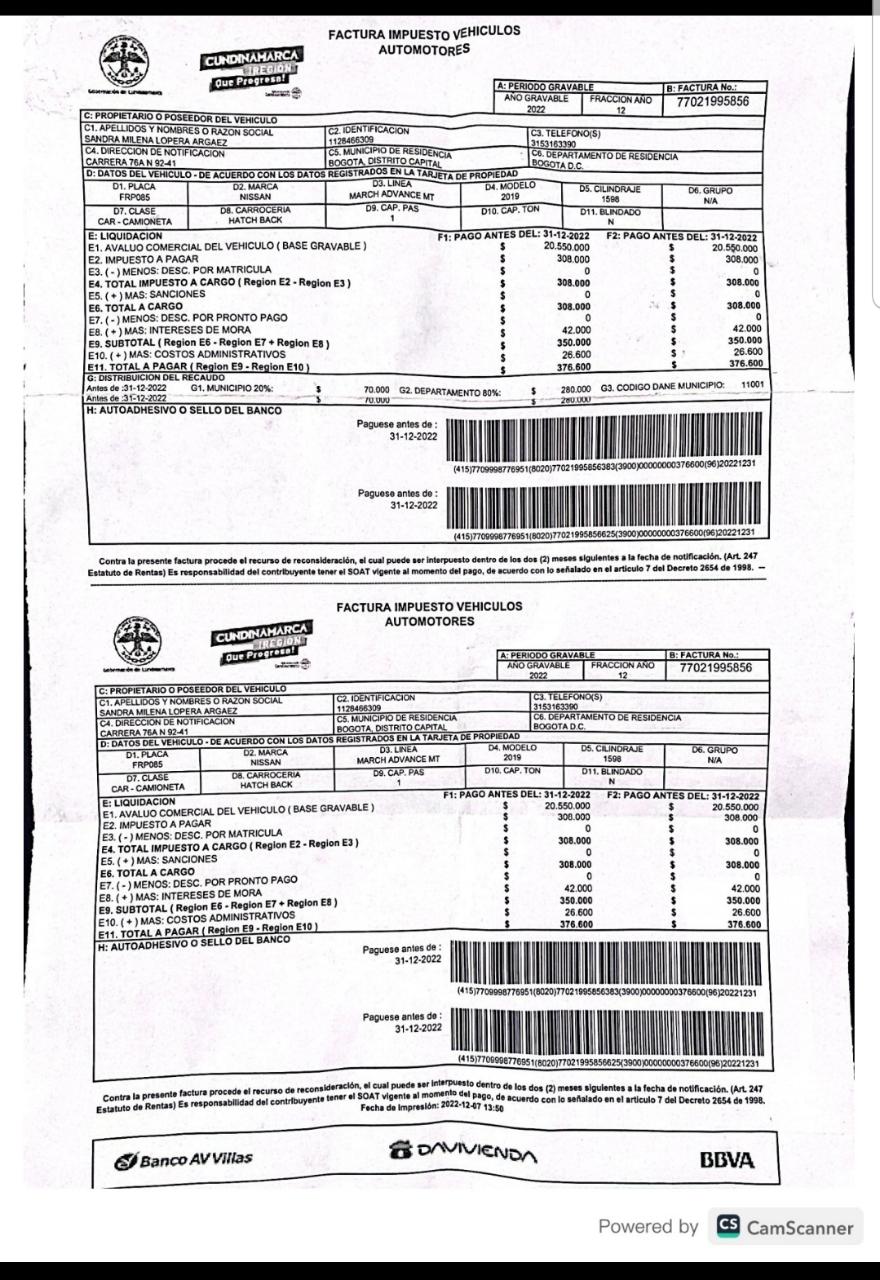 FACTURA IMPUESTO VEHICULOS
AUTOMOTORES
Gobernación de Cundinamarca
CUNDINAMARCA
¡REGIÓN
Que Progresa!
A: PERIODO GRAVABLE B: FACTURA No.:
AÑO GRAVABLE FRACCION AÑO 77021995856
2022 12
C: PROPIETARIO O POSEEDOR DEL VEHICULO
C1. APELLIDOS Y NOMBRES O RAZON SOCIAL C2. IDENTIFICACION C3. TELEFONO(S)
SANDRA MILENA LOPERA ARGAEZ 1128466309 3153163390
C4. DIRECCION DE NOTIFICACION C5. MUNICIPIO DE RESIDENCIA C6. DEPARTAMENTO DE RESIDENCIA
CARRERA 76A N 92-41 BOGOTA, DISTRITO CAPITAL BOGOTA D.C.
D: DATOS DEL VEHICULO - DE ACUERDO CON LOS DATOS REGISTRADOS EN LA TARJETA DE PROPIEDAD
D1. PLACA D2. MARCA D3. LINEA D4. MODELO D5. CILINDRAJE D6. GRUPO
FRP085 NISSAN MARCH ADVANCE MT 2019 1598 N/A
D7. CLASE D8. CARROCERIA D9. CAP. PAS D10. CAP. TON D11. BLINDADO
CAR - CAMIONETA HATCH BACK 1 N
E: LIQUIDACION F1: PAGO ANTES DEL: 31-12-2022 F2: PAGO ANTES DEL: 31-12-2022
E1. AVALUO COMERCIAL DEL VEHICULO ( BASE GRAVABLE ) $ 20.550.000 $ 20.550.000
E2. IMPUESTO A PAGAR $ 308.000 $ 308.000
E3. ( - ) MENOS: DESC. POR MATRICULA $ 0 $ 0
E4. TOTAL IMPUESTO A CARGO ( Region E2 - Region E3 ) $ 308.000 $ 308.000
E5. ( + ) MAS: SANCIONES $ 0 $ 0
E6. TOTAL A CARGO $ 308.000 $ 308.000
E7. ( - ) MENOS: DESC. POR PRONTO PAGO $ 0 $ 0
E8. ( + ) MAS: INTERESES DE MORA $ 42.000 $ 42.000
E9. SUBTOTAL ( Region E6 - Region E7 + Region E8 ) $ 350.000 $ 350.000
E10. ( + ) MAS: COSTOS ADMINISTRATIVOS $ 26.600 $ 26.600
E11. TOTAL A PAGAR ( Region E9 - Region E10 ) $ 376.600 $ 376.600
G: DISTRIBUICION DEL RECAUDO
Antes de :31-12-2022 G1. MUNICIPIO 20%: $ 70.000 G2. DEPARTAMENTO 80%: $ 280.000 G3. CODIGO DANE MUNICIPIO: 11001
Antes de :31-12-2022 $ 70.000 $ 280.000
H: AUTOADHESIVO O SELLO DEL BANCO
Paguese antes de :
31-12-2022
(415)7709998776951(8020)77021995856383(3900)00000000376600(96)20221231
Paguese antes de :
31-12-2022
(415)7709998776951(8020)77021995856625(3900)00000000376600(96)20221231
Contra la presente factura procede el recurso de reconsideración, el cual puede ser interpuesto dentro de los dos (2) meses siguientes a la fecha de notificación. (Art. 247
Estatuto de Rentas) Es responsabilidad del contribuyente tener el SOAT vigente al momento del pago, de acuerdo con lo señalado en el articulo 7 del Decreto 2654 de 1998.
FACTURA IMPUESTO VEHICULOS
AUTOMOTORES
Gobernación de Cundinamarca
CUNDINAMARCA
¡REGIÓN
Que Progresa!
A: PERIODO GRAVABLE B: FACTURA No.:
AÑO GRAVABLE FRACCION AÑO 77021995856
2022 12
C: PROPIETARIO O POSEEDOR DEL VEHICULO
C1. APELLIDOS Y NOMBRES O RAZON SOCIAL C2. IDENTIFICACION C3. TELEFONO(S)
SANDRA MILENA LOPERA ARGAEZ 1128466309 3153163390
C4. DIRECCION DE NOTIFICACION C5. MUNICIPIO DE RESIDENCIA C6. DEPARTAMENTO DE RESIDENCIA
CARRERA 76A N 92-41 BOGOTA, DISTRITO CAPITAL BOGOTA D.C.
D: DATOS DEL VEHICULO - DE ACUERDO CON LOS DATOS REGISTRADOS EN LA TARJETA DE PROPIEDAD
D1. PLACA D2. MARCA D3. LINEA D4. MODELO D5. CILINDRAJE D6. GRUPO
FRP085 NISSAN MARCH ADVANCE MT 2019 1598 N/A
D7. CLASE D8. CARROCERIA D9. CAP. PAS D10. CAP. TON D11. BLINDADO
CAR - CAMIONETA HATCH BACK 1 N
E: LIQUIDACION F1: PAGO ANTES DEL: 31-12-2022 F2: PAGO ANTES DEL: 31-12-2022
E1. AVALUO COMERCIAL DEL VEHICULO ( BASE GRAVABLE ) $ 20.550.000 $ 20.550.000
E2. IMPUESTO A PAGAR $ 308.000 $ 308.000
E3. ( - ) MENOS: DESC. POR MATRICULA $ 0 $ 0
E4. TOTAL IMPUESTO A CARGO ( Region E2 - Region E3 ) $ 308.000 $ 308.000
E5. ( + ) MAS: SANCIONES $ 0 $ 0
E6. TOTAL A CARGO $ 308.000 $ 308.000
E7. ( - ) MENOS: DESC. POR PRONTO PAGO $ 0 $ 0
E8. ( + ) MAS: INTERESES DE MORA $ 42.000 $ 42.000
E9. SUBTOTAL ( Region E6 - Region E7 + Region E8 ) $ 350.000 $ 350.000
E10. ( + ) MAS: COSTOS ADMINISTRATIVOS $ 26.600 $ 26.600
E11. TOTAL A PAGAR ( Region E9 - Region E10 ) $ 376.600 $ 376.600
H: AUTOADHESIVO O SELLO DEL BANCO
Paguese antes de :
31-12-2022
(415)7709998776951(8020)77021995856383(3900)00000000376600(96)20221231
Paguese antes de :
31-12-2022
(415)7709998776951(8020)77021995856625(3900)00000000376600(96)20221231
Contra la presente factura procede el recurso de reconsideración, el cual puede ser interpuesto dentro de los dos (2) meses siguientes a la fecha de notificación. (Art. 247
Estatuto de Rentas) Es responsabilidad del contribuyente tener el SOAT vigente al momento del pago, de acuerdo con lo señalado en el articulo 7 del Decreto 2654 de 1998.
Fecha de Impresión: 2022-12-07 13:50
Banco AV Villas DAVIVIENDA BBVA
Powered by CS CamScanner